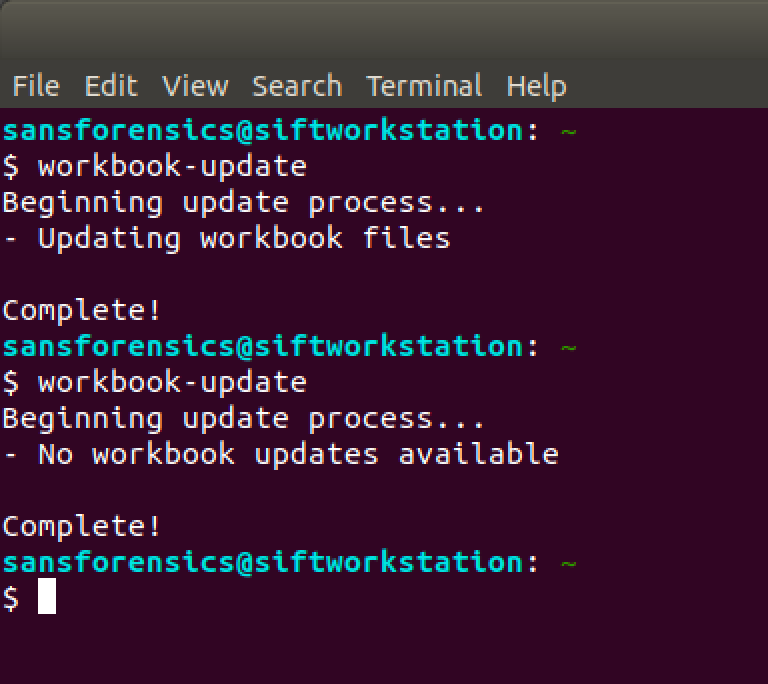 File Edit View Search Terminal Help
sansforensics@siftworkstation: ~
$ workbook-update
Beginning update process...
- Updating workbook files
Complete!
sansforensics@siftworkstation: ~
$ workbook-update
Beginning update process...
- No workbook updates available
Complete!
sansforensics@siftworkstation: ~
$